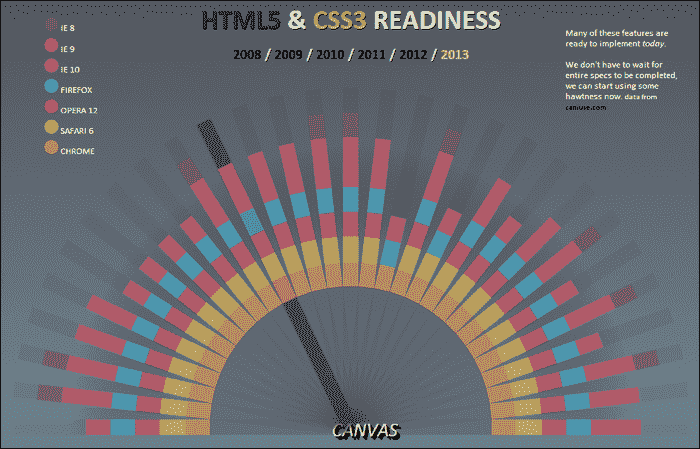 HTML5 & CSS3 READINESS
2008 / 2009 / 2010 / 2011 / 2012 / 2013
IE 8
IE 9
IE 10
FIREFOX
OPERA 12
SAFARI 6
CHROME
Many of these features are
ready to implement today.
We don't have to wait for
entire specs to be completed,
we can start using some
hawtness now. data from
caniuse.com
CANVAS